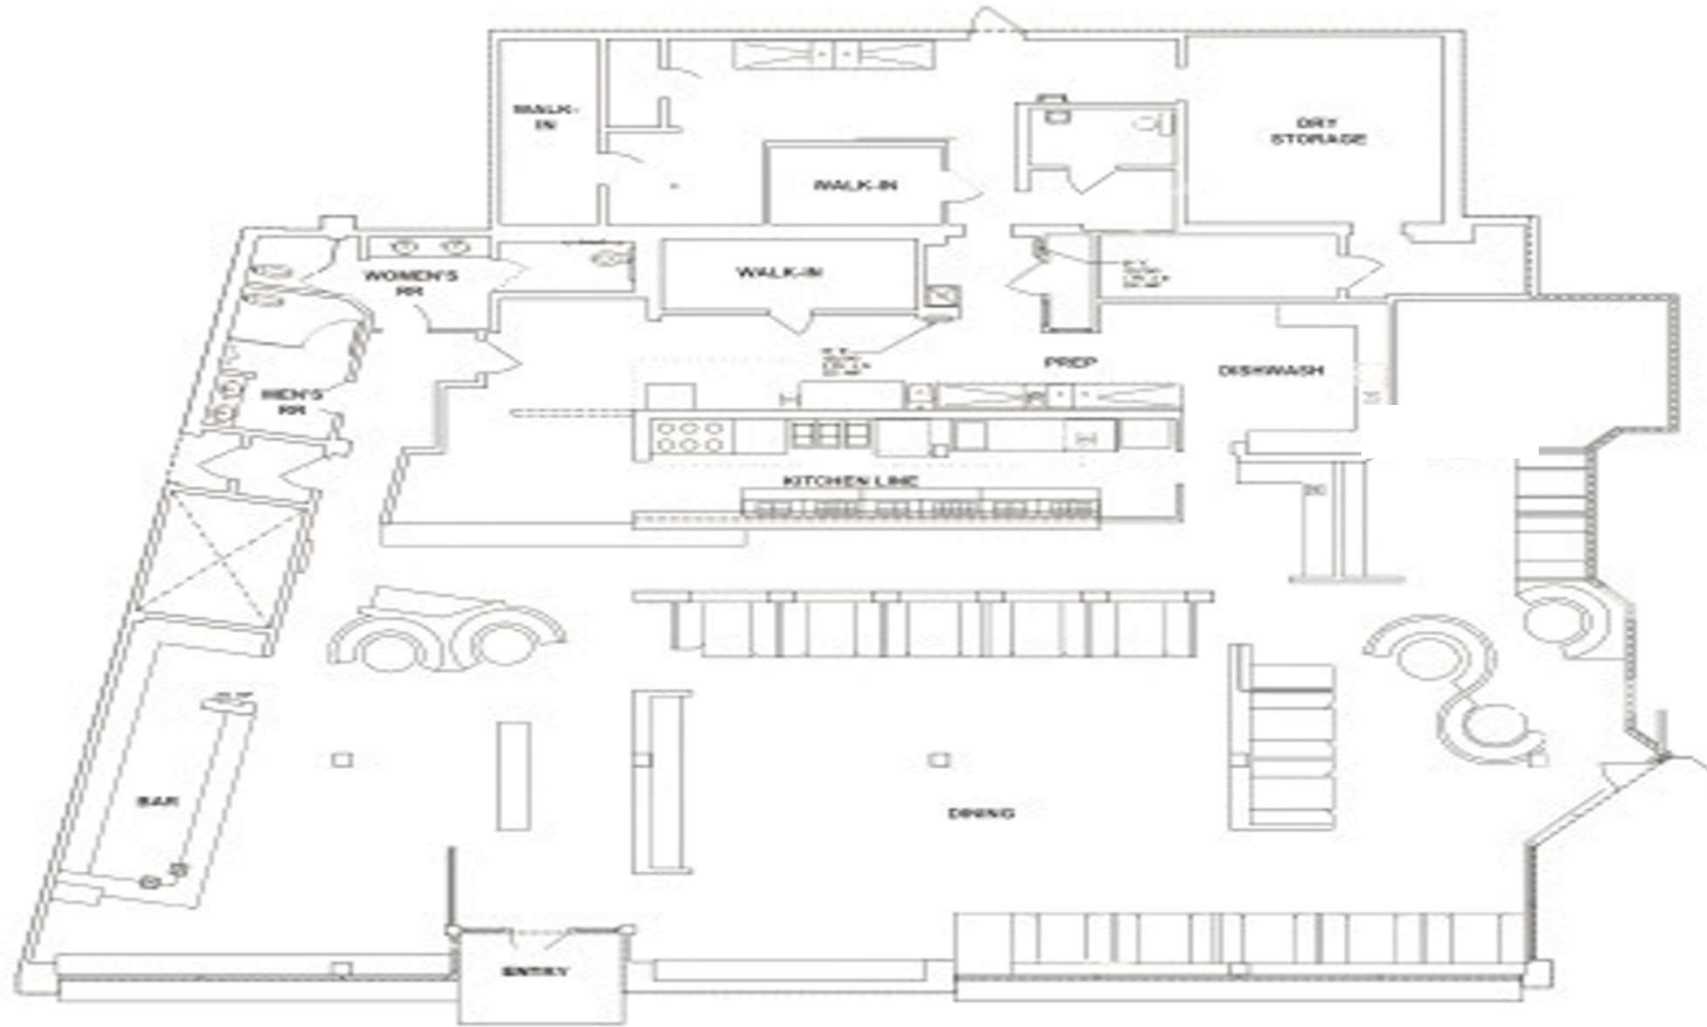 WALK-
IN
DRY
STORAGE
WALK-IN
WOMEN'S
RR
WALK-IN
PREP
DISHWASH
MEN'S
RR
KITCHEN LINE
BAR
DINING
ENTRY